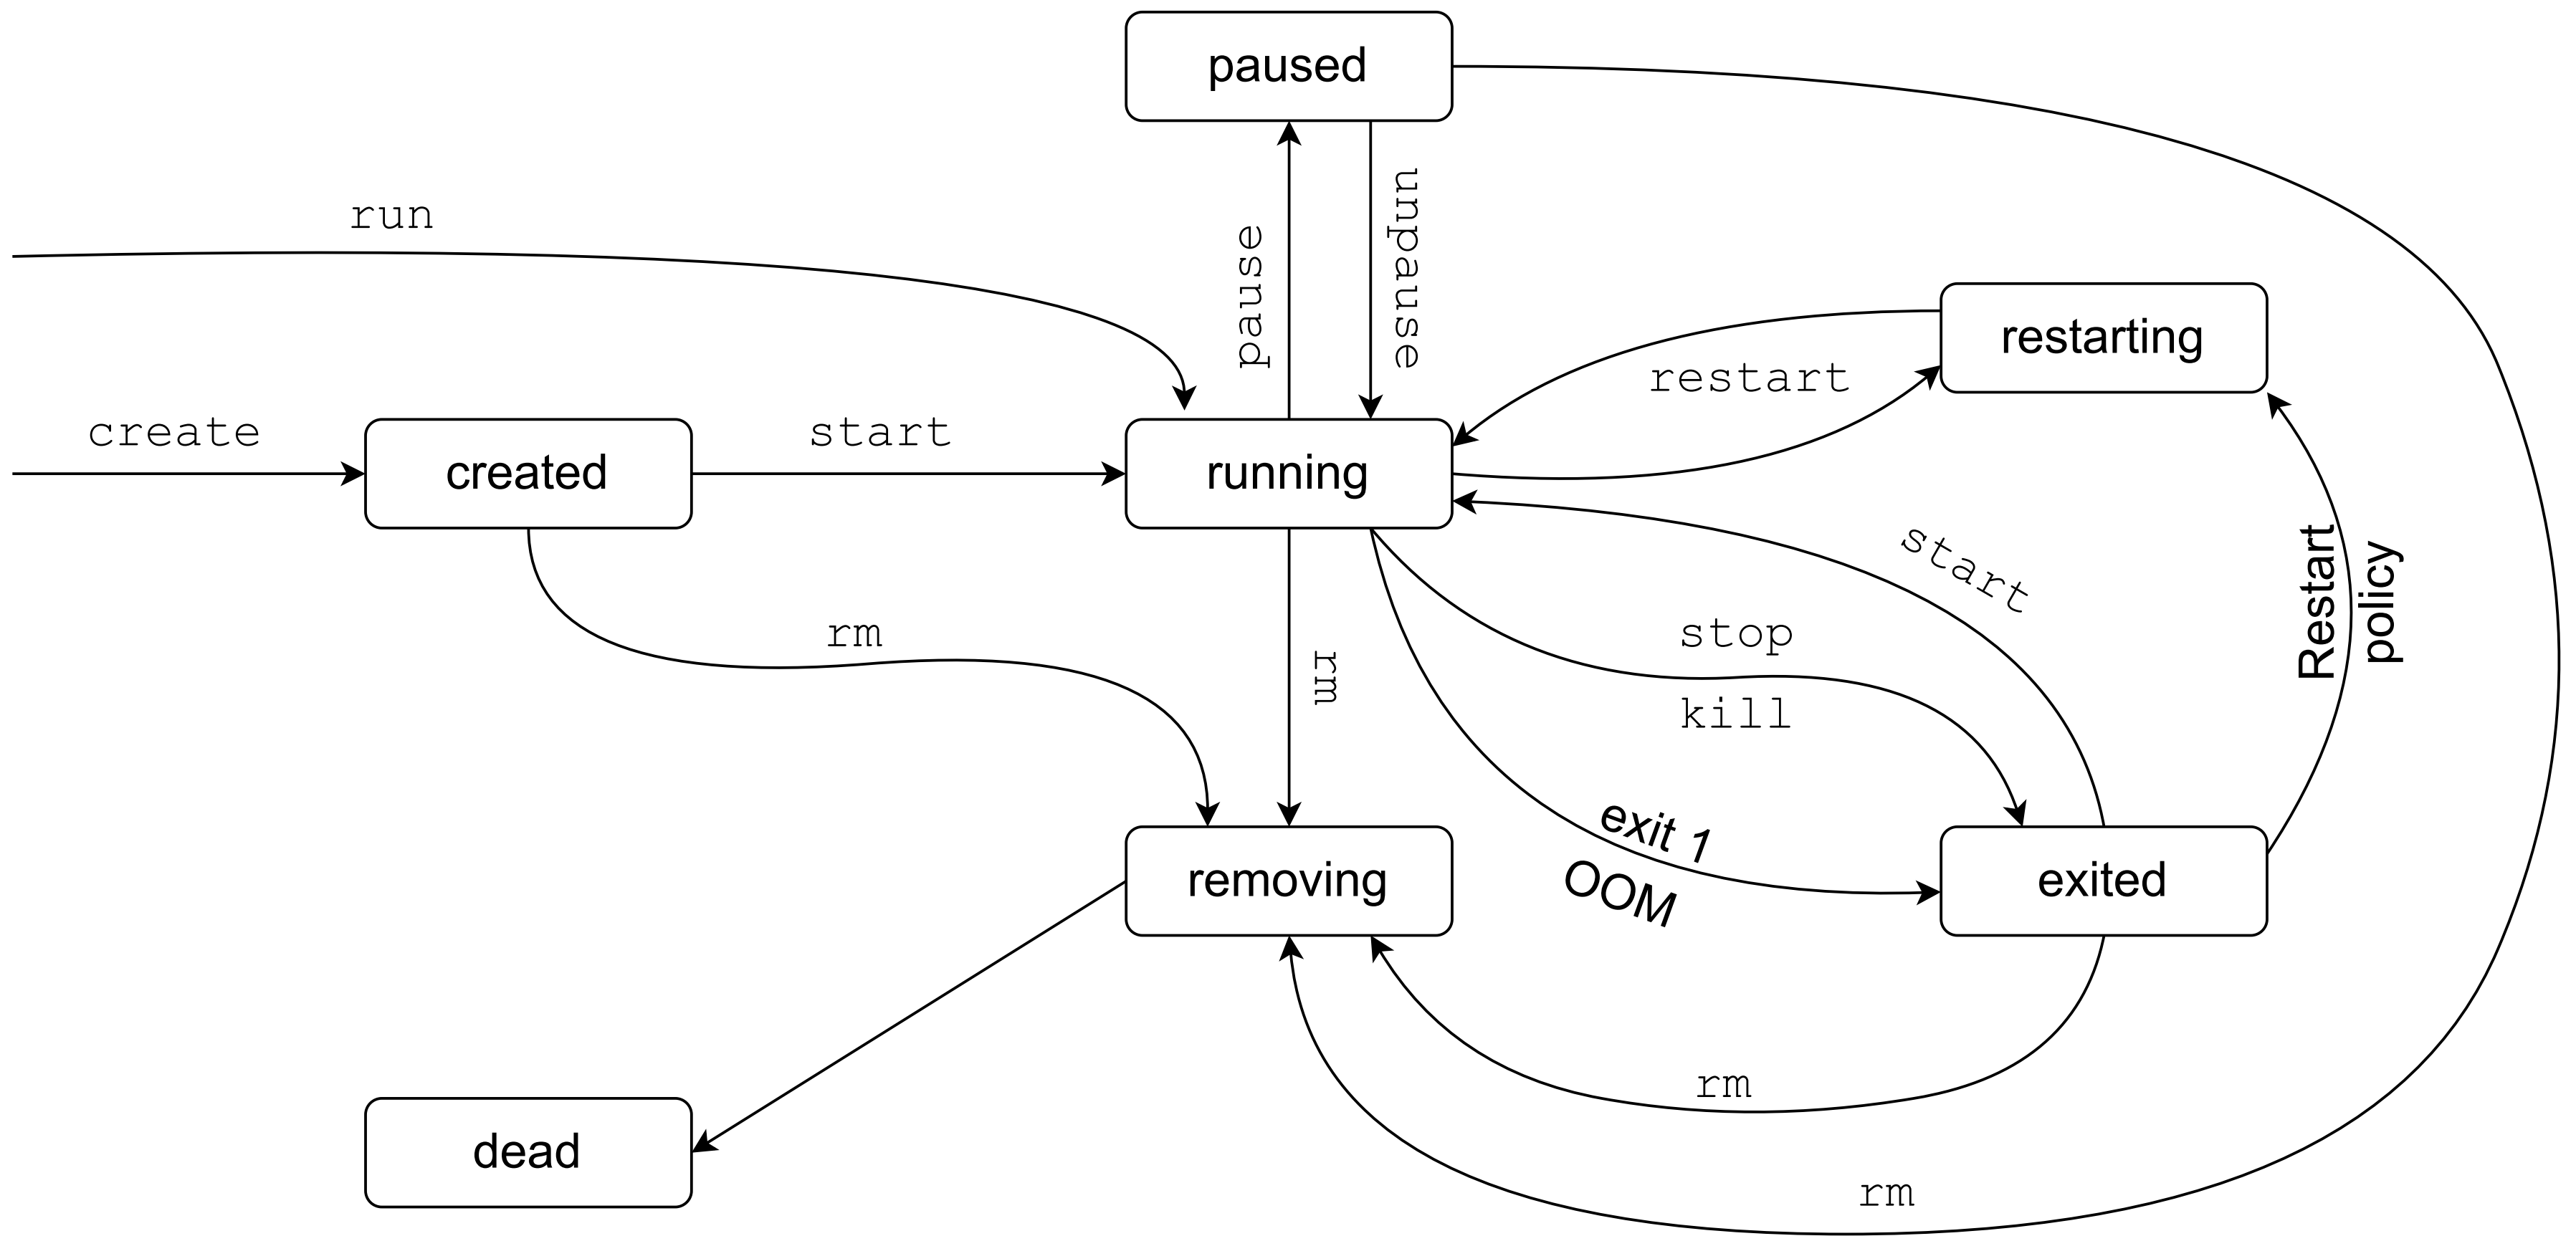 paused
run
pause
unpause
restarting
restart
create
created
start
running
start
Restart
policy
rm
rm
stop
kill
exit 1
OOM
removing
exited
rm
dead
rm